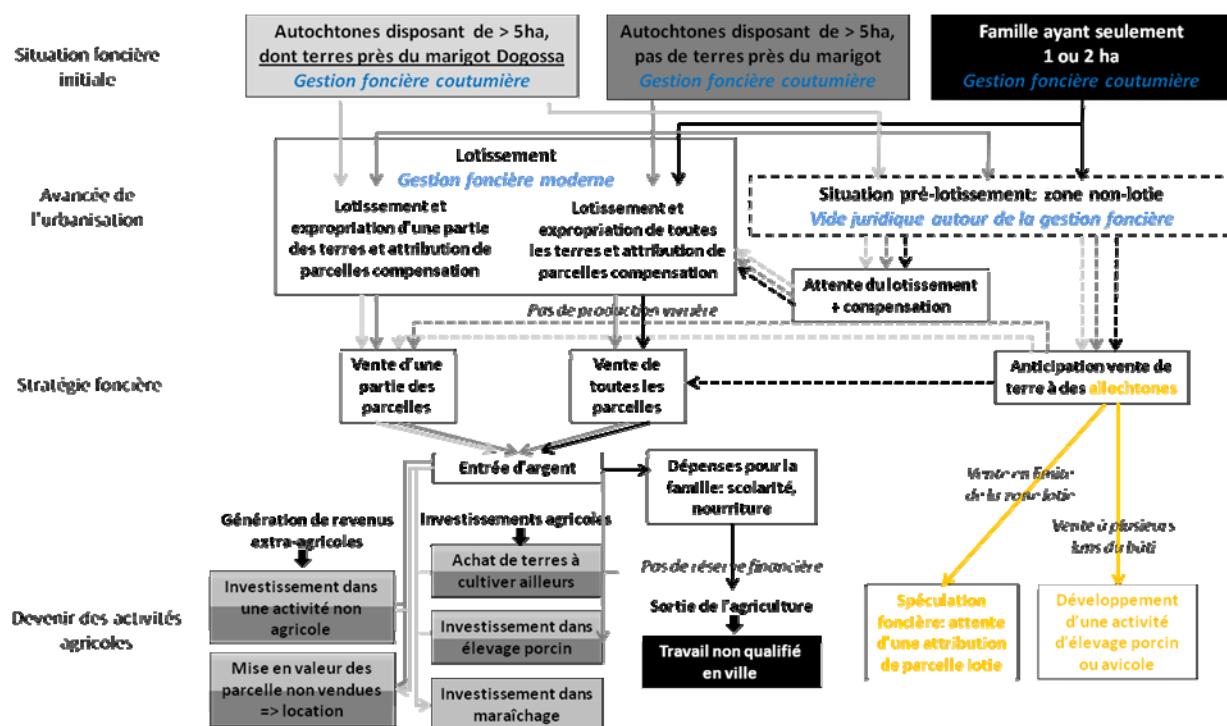 Situation foncière
initiale
Autochtones disposant de > 5ha,
dont terres près du marigot Dogossa
Gestion foncière coutumière
Autochtones disposant de > 5ha,
pas de terres près du marigot
Gestion foncière coutumière
Famille ayant seulement
1 ou 2 ha
Gestion foncière coutumière
Avancée de
l'urbanisation
Lotissement
Gestion foncière moderne
Lotissement et
expropriation d'une partie
des terres et attribution de
parcelles compensation
Lotissement et
expropriation de toutes
les terres et attribution de
parcelles compensation
Situation pré-lotissement: zone non-lotie
Vide juridique autour de la gestion foncière
Attente du lotissement
+ compensation
Pas de production vivrière
Stratégie foncière
Vente d'une
partie des
parcelles
Vente de
toutes les
parcelles
Anticipation vente de
terre à des allochtones
Entrée d'argent
Dépenses pour la
famille: scolarité,
nourriture
Vente en limite
de la zone lotie
Vente à plusieurs
kms du bâti
Génération de revenus
extra-agricoles
Investissements agricoles
Pas de réserve financière
Devenir des activités
agricoles
Investissement dans
une activité non
agricole
Mise en valeur des
parcelle non vendues
=> location
Achat de terres à
cultiver ailleurs
Investissement dans
élevage porcin
Investissement dans
maraîchage
Sortie de l'agriculture
Travail non qualifié
en ville
Spéculation
foncière: attente
d'une attribution
de parcelle lotie
Développement
d'une activité
d'élevage porcin
ou avicole